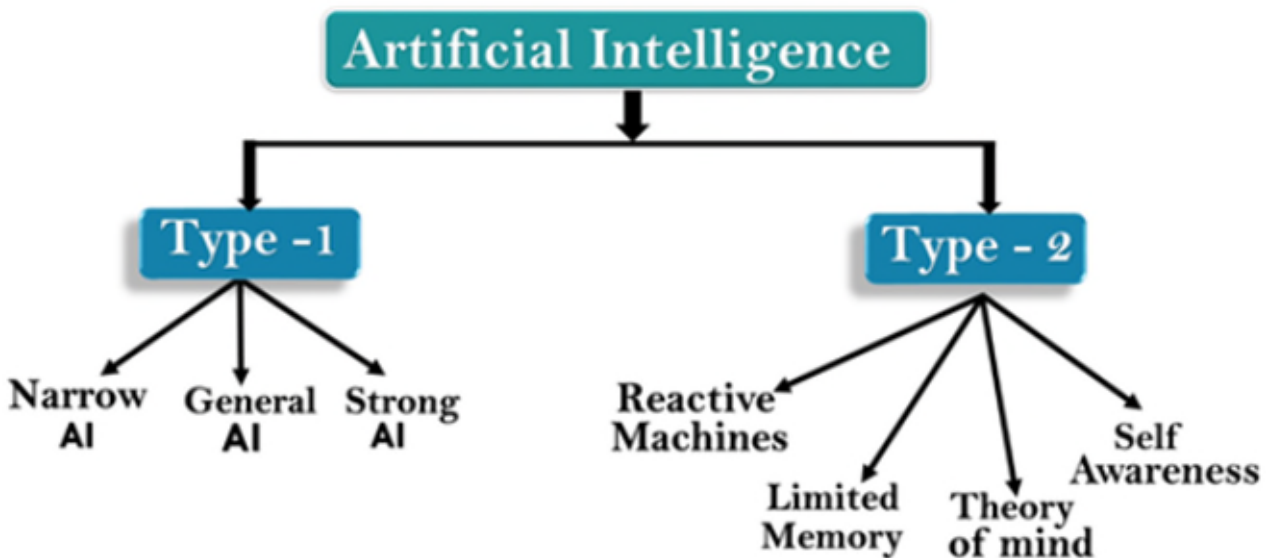 Artificial Intelligence
Type -1
Type - 2
Narrow
AI
General
AI
Strong
AI
Reactive
Machines
Limited
Memory
Theory
of mind
Self
Awareness